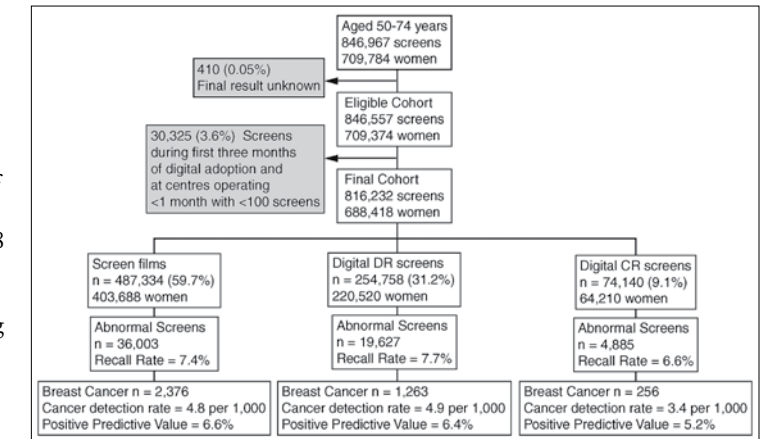 Aged 50-74 years
846,967 screens
709,784 women
410 (0.05%)
Final result unknown
Eligible Cohort
846,557 screens
709,374 women
30,325 (3.6%) Screens
during first three months
of digital adoption and
at centres operating
<1 month with <100 screens
Final Cohort
816,232 screens
688,418 women
Screen films
n = 487,334 (59.7%)
403,688 women
Digital DR screens
n = 254,758 (31.2%)
220,520 women
Digital CR screens
n = 74,140 (9.1%)
64,210 women
Abnormal Screens
n = 36,003
Recall Rate = 7.4%
Abnormal Screens
n = 19,627
Recall Rate = 7.7%
Abnormal Screens
n = 4,885
Recall Rate = 6.6%
Breast Cancer n = 2,376
Cancer detection rate = 4.8 per 1,000
Positive Predictive Value = 6.6%
Breast Cancer n = 1,263
Cancer detection rate = 4.9 per 1,000
Positive Predictive Value = 6.4%
Breast Cancer n = 256
Cancer detection rate = 3.4 per 1,000
Positive Predictive Value = 5.2%